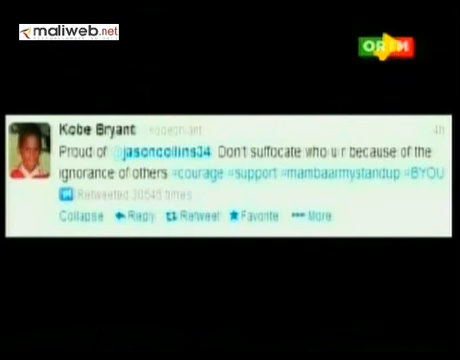 maliweb.net
ORTM
Kobe Bryant @kobebryant 4h
Proud of @jasoncollins34. Don't suffocate who u r because of the
ignorance of others #courage #support #mambaarmystandup #BYOU
Retweeted 30545 times
Collapse Reply Retweet Favorite More